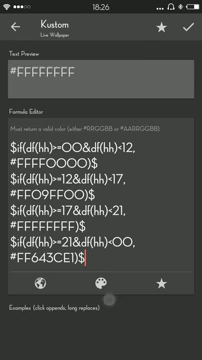 18:26
Kustom
Live Wallpaper
Text Preview
#FFFFFFFF
Formula Editor
Must return a valid color (either #RRGGBB or #AARRGGBB)
$if(df(hh)>=00&df(hh)<12,
#FFFF0000)$
$if(df(hh)>=12&df(hh)<17,
#FF09FF00)$
$if(df(hh)>=17&df(hh)<21,
#FFFFFFFF)$
$if(df(hh)>=21&df(hh)<00,
#FF643CE1)$
Examples (click appends, long replaces)